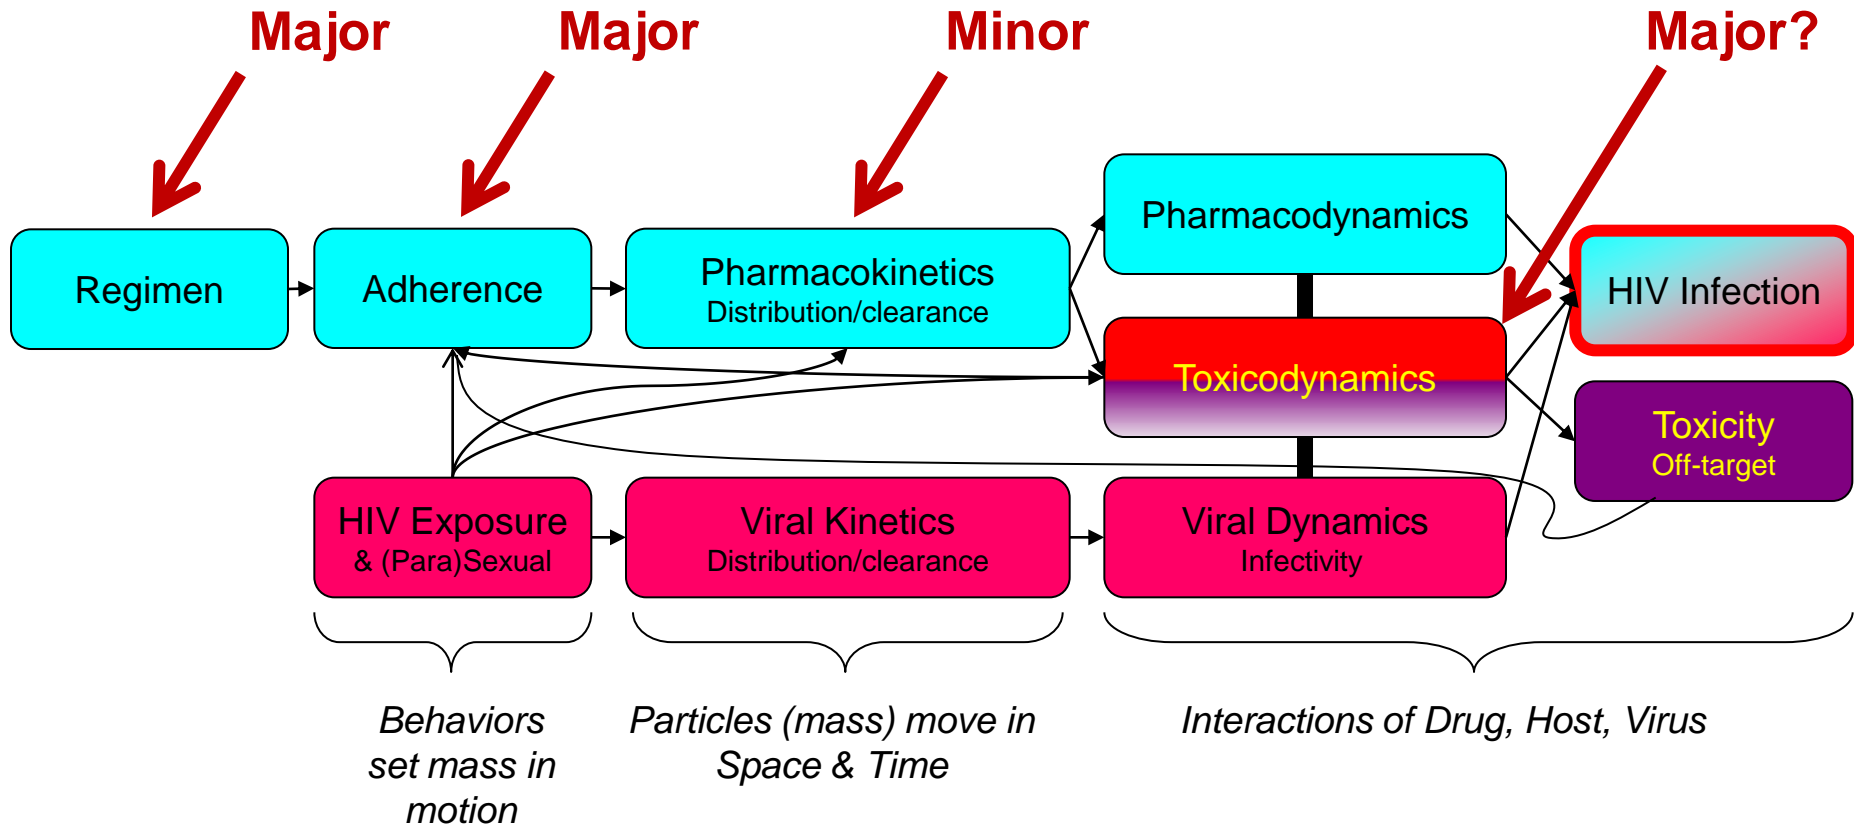 Major
Major
Minor
Major?
Regimen
Adherence
Pharmacokinetics
Distribution/clearance
Pharmacodynamics
Toxicodynamics
HIV Infection
Toxicity
Off-target
HIV Exposure
& (Para)Sexual
Viral Kinetics
Distribution/clearance
Viral Dynamics
Infectivity
Behaviors
set mass in
motion
Particles (mass) move in
Space & Time
Interactions of Drug, Host, Virus